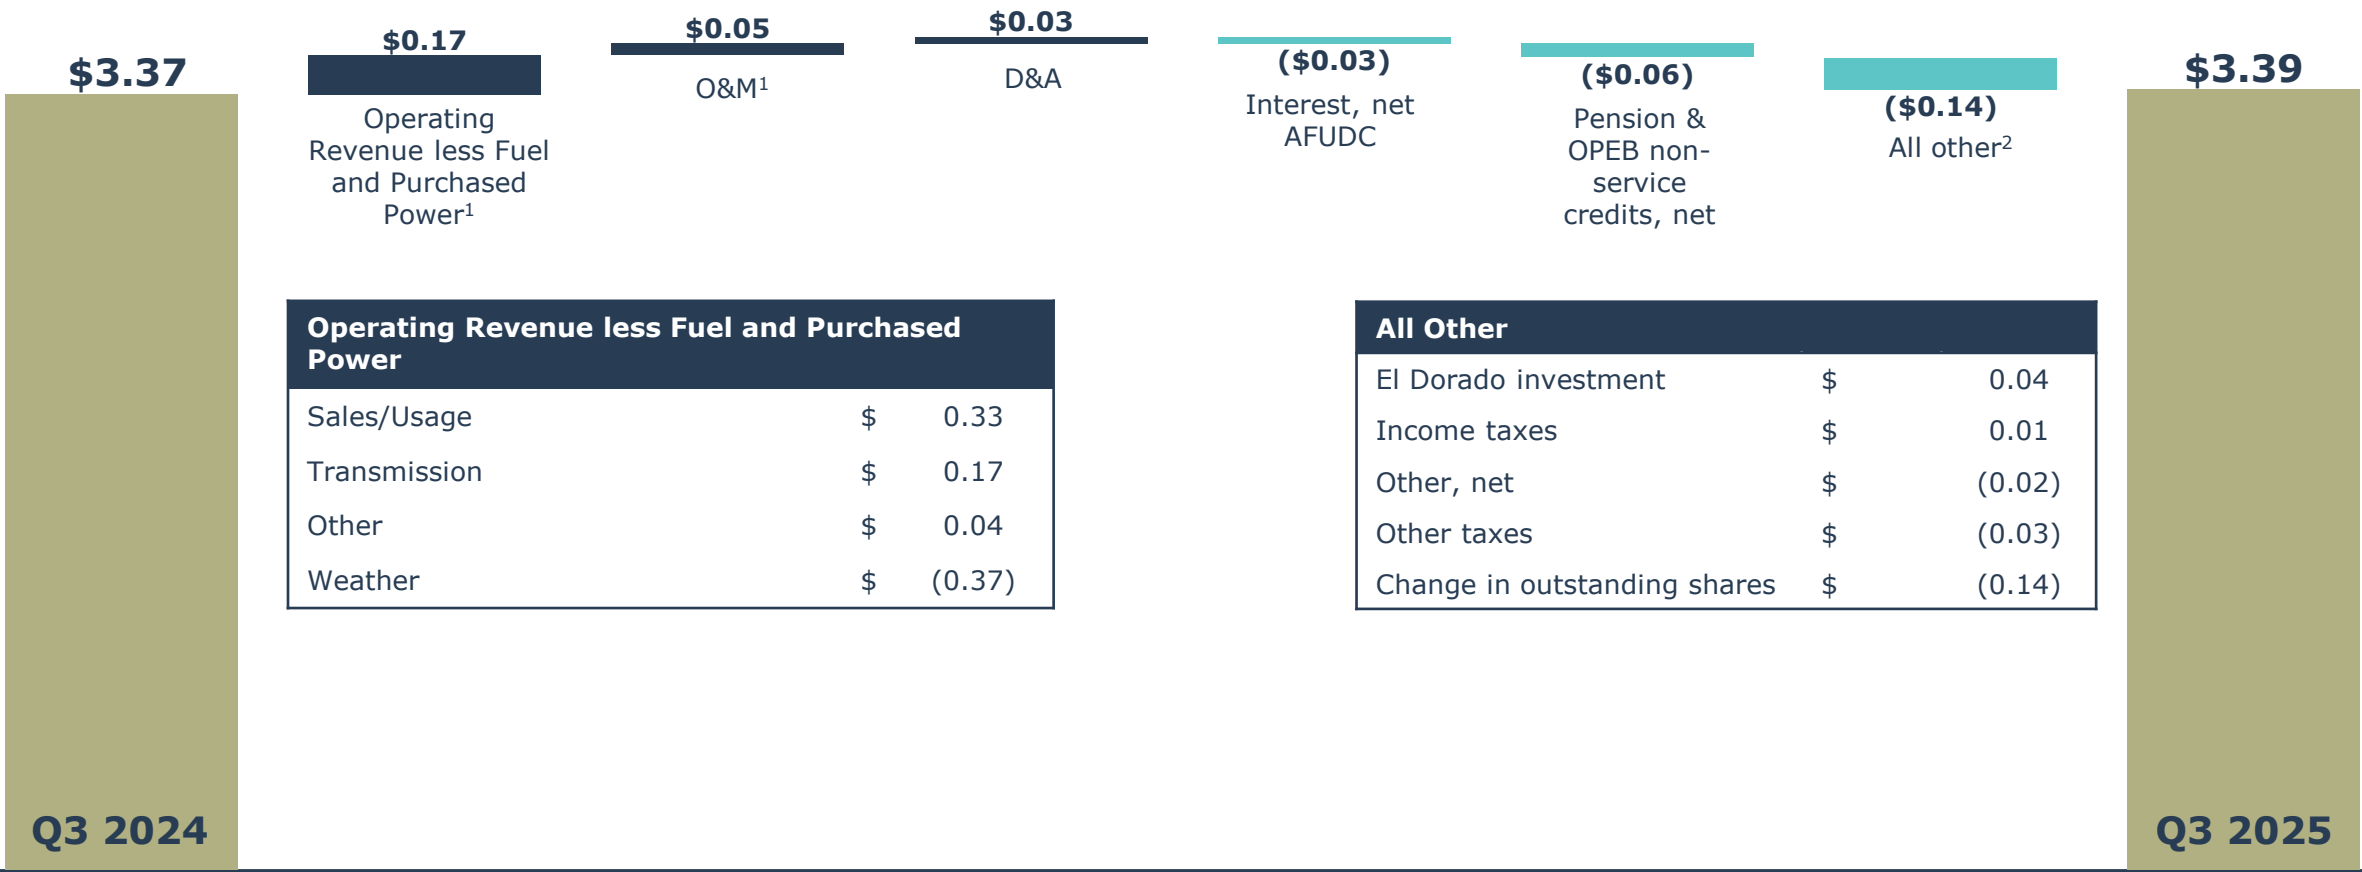 $3.37
$0.17
Operating
Revenue less Fuel
and Purchased
Power¹
$0.05
O&M¹
$0.03
D&A
($0.03)
Interest, net
AFUDC
($0.06)
Pension &
OPEB non-
service
credits, net
($0.14)
All other²
$3.39
Operating Revenue less Fuel and Purchased
Power
Sales/Usage $ 0.33
Transmission $ 0.17
Other $ 0.04
Weather $ (0.37)
All Other
El Dorado investment $ 0.04
Income taxes $ 0.01
Other, net $ (0.02)
Other taxes $ (0.03)
Change in outstanding shares $ (0.14)
Q3 2024
Q3 2025